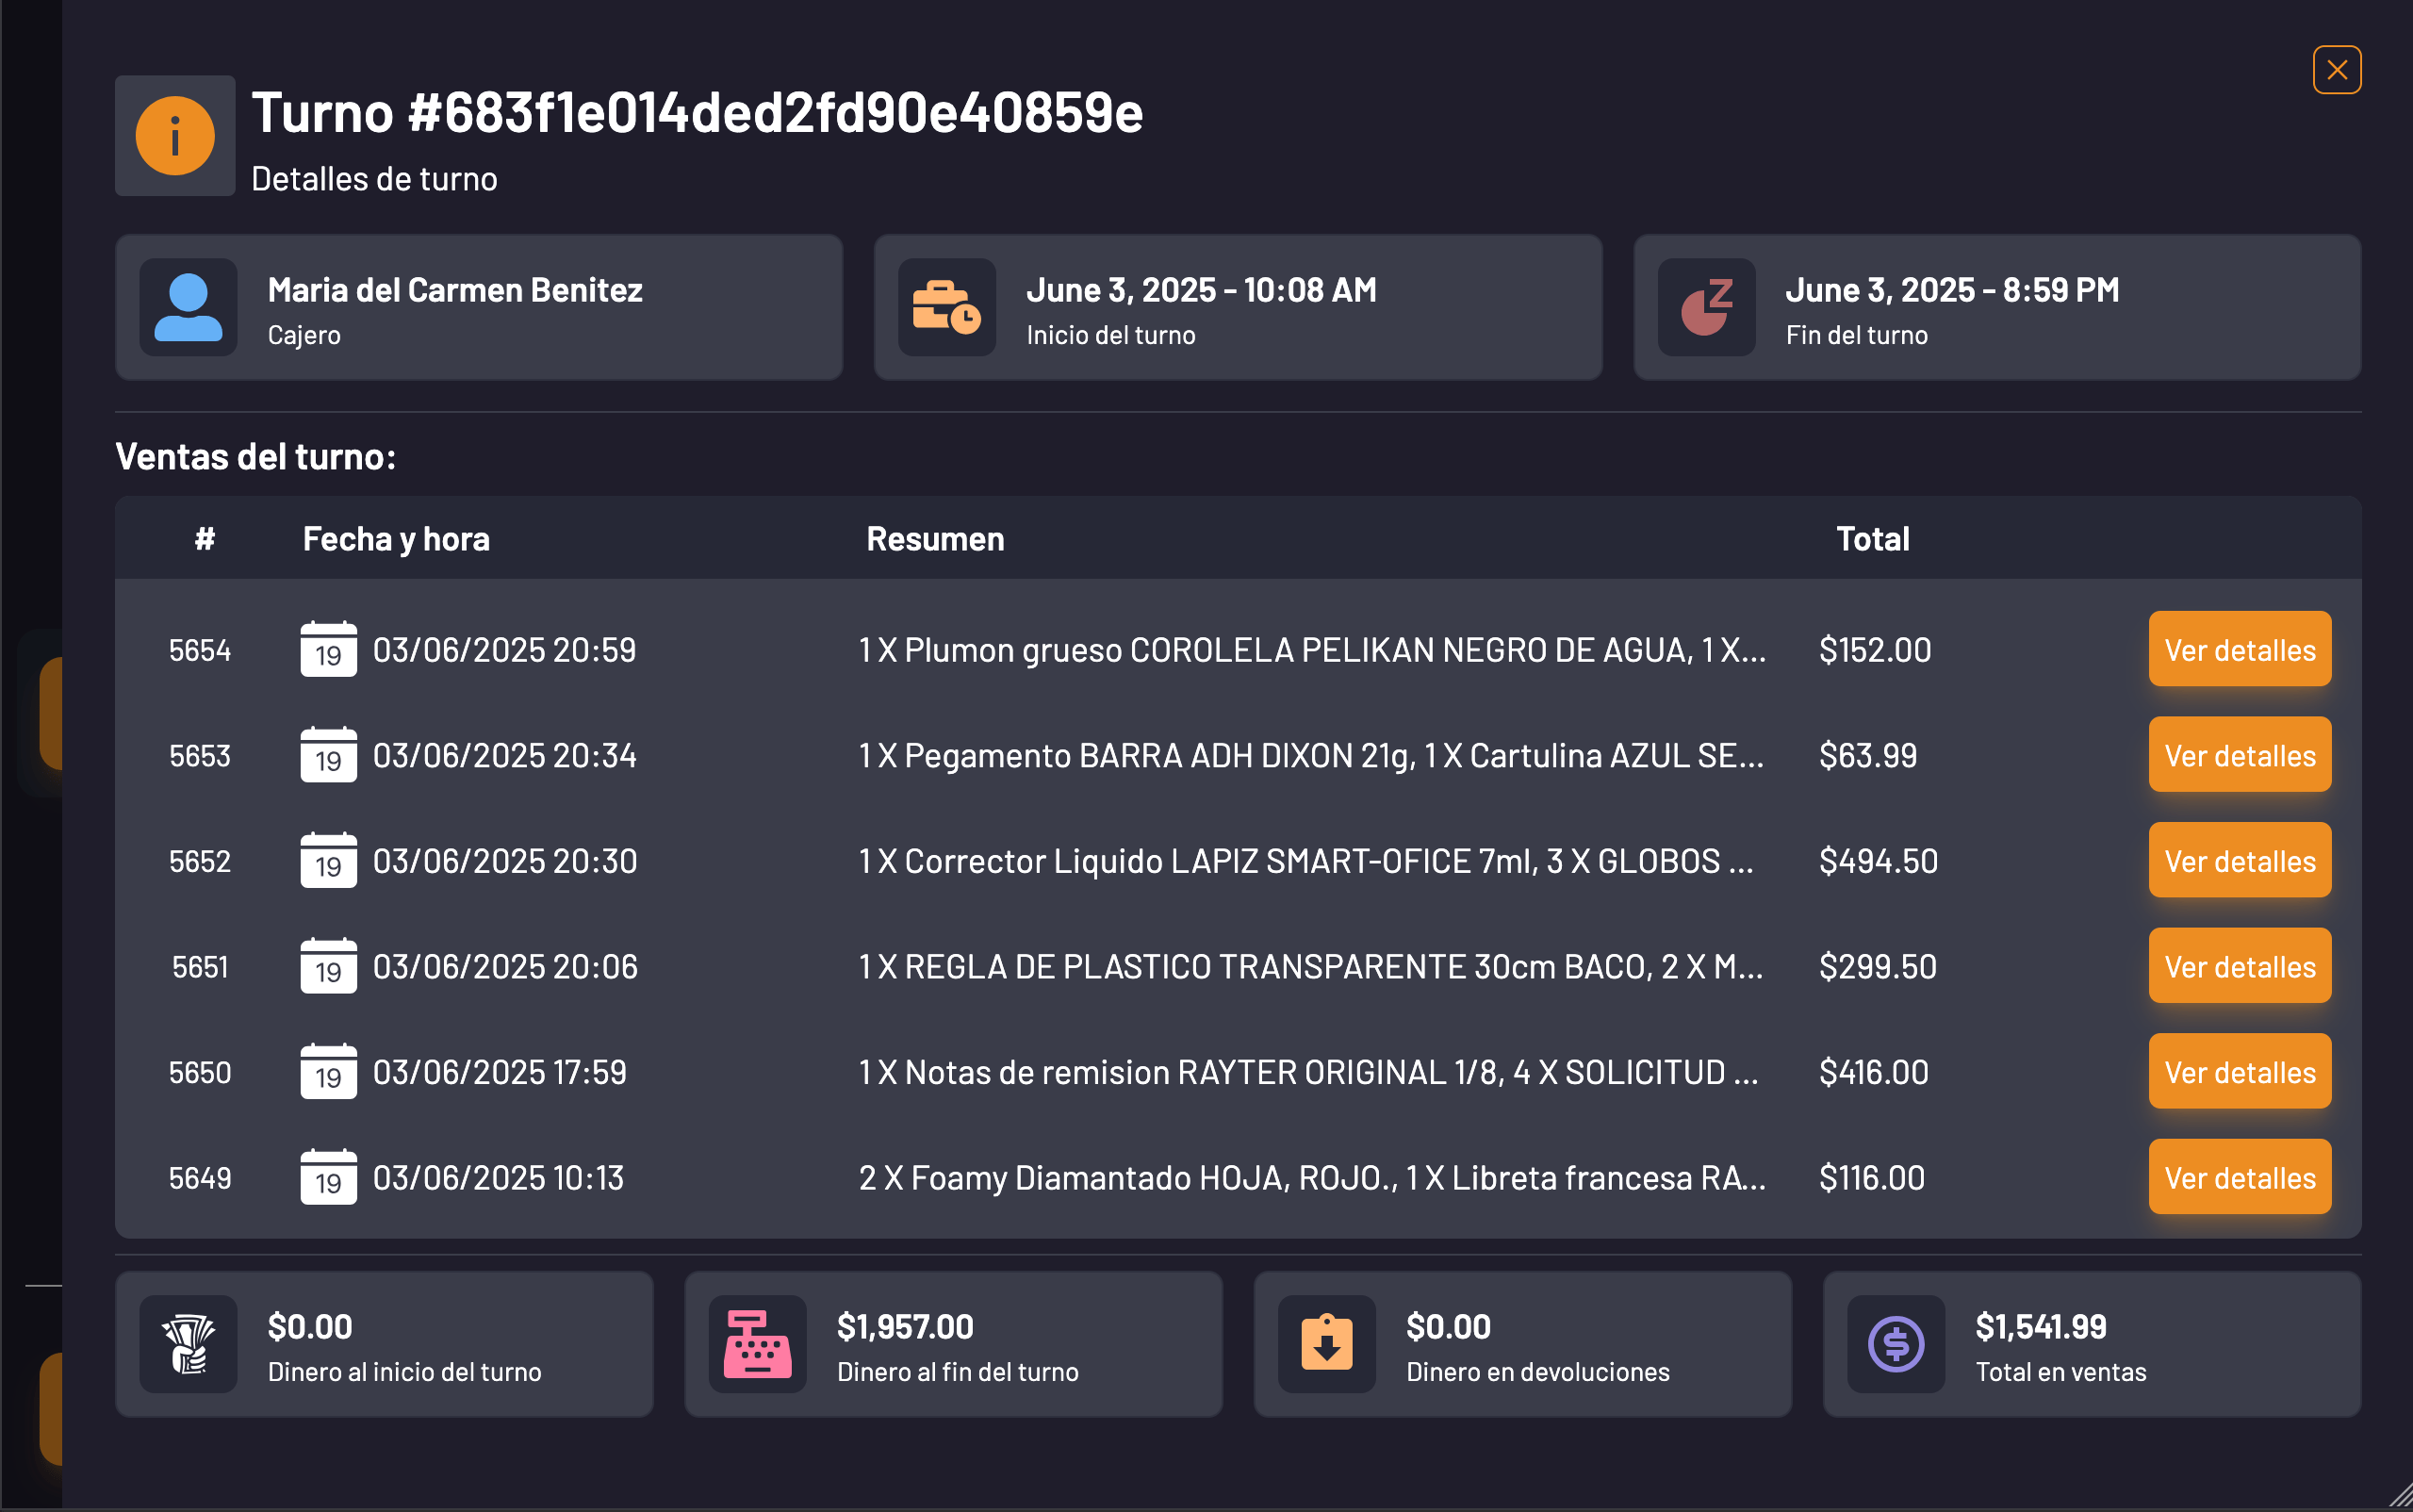 Turno #683f1e014ded2fd90e40859e
Detalles de turno
Maria del Carmen Benitez
Cajero
June 3, 2025 - 10:08 AM
Inicio del turno
June 3, 2025 - 8:59 PM
Fin del turno
Ventas del turno:
# Fecha y hora Resumen Total
5654 19 03/06/2025 20:59 1 X Plumon grueso COROLELA PELIKAN NEGRO DE AGUA, 1 X... $152.00 Ver detalles
5653 19 03/06/2025 20:34 1 X Pegamento BARRA ADH DIXON 21g, 1 X Cartulina AZUL SE... $63.99 Ver detalles
5652 19 03/06/2025 20:30 1 X Corrector Liquido LAPIZ SMART-OFICE 7ml, 3 X GLOBOS ... $494.50 Ver detalles
5651 19 03/06/2025 20:06 1 X REGLA DE PLASTICO TRANSPARENTE 30cm BACO, 2 X M... $299.50 Ver detalles
5650 19 03/06/2025 17:59 1 X Notas de remision RAYTER ORIGINAL 1/8, 4 X SOLICITUD ... $416.00 Ver detalles
5649 19 03/06/2025 10:13 2 X Foamy Diamantado HOJA, ROJO., 1 X Libreta francesa RA... $116.00 Ver detalles
$0.00
Dinero al inicio del turno
$1,957.00
Dinero al fin del turno
$0.00
Dinero en devoluciones
$1,541.99
Total en ventas